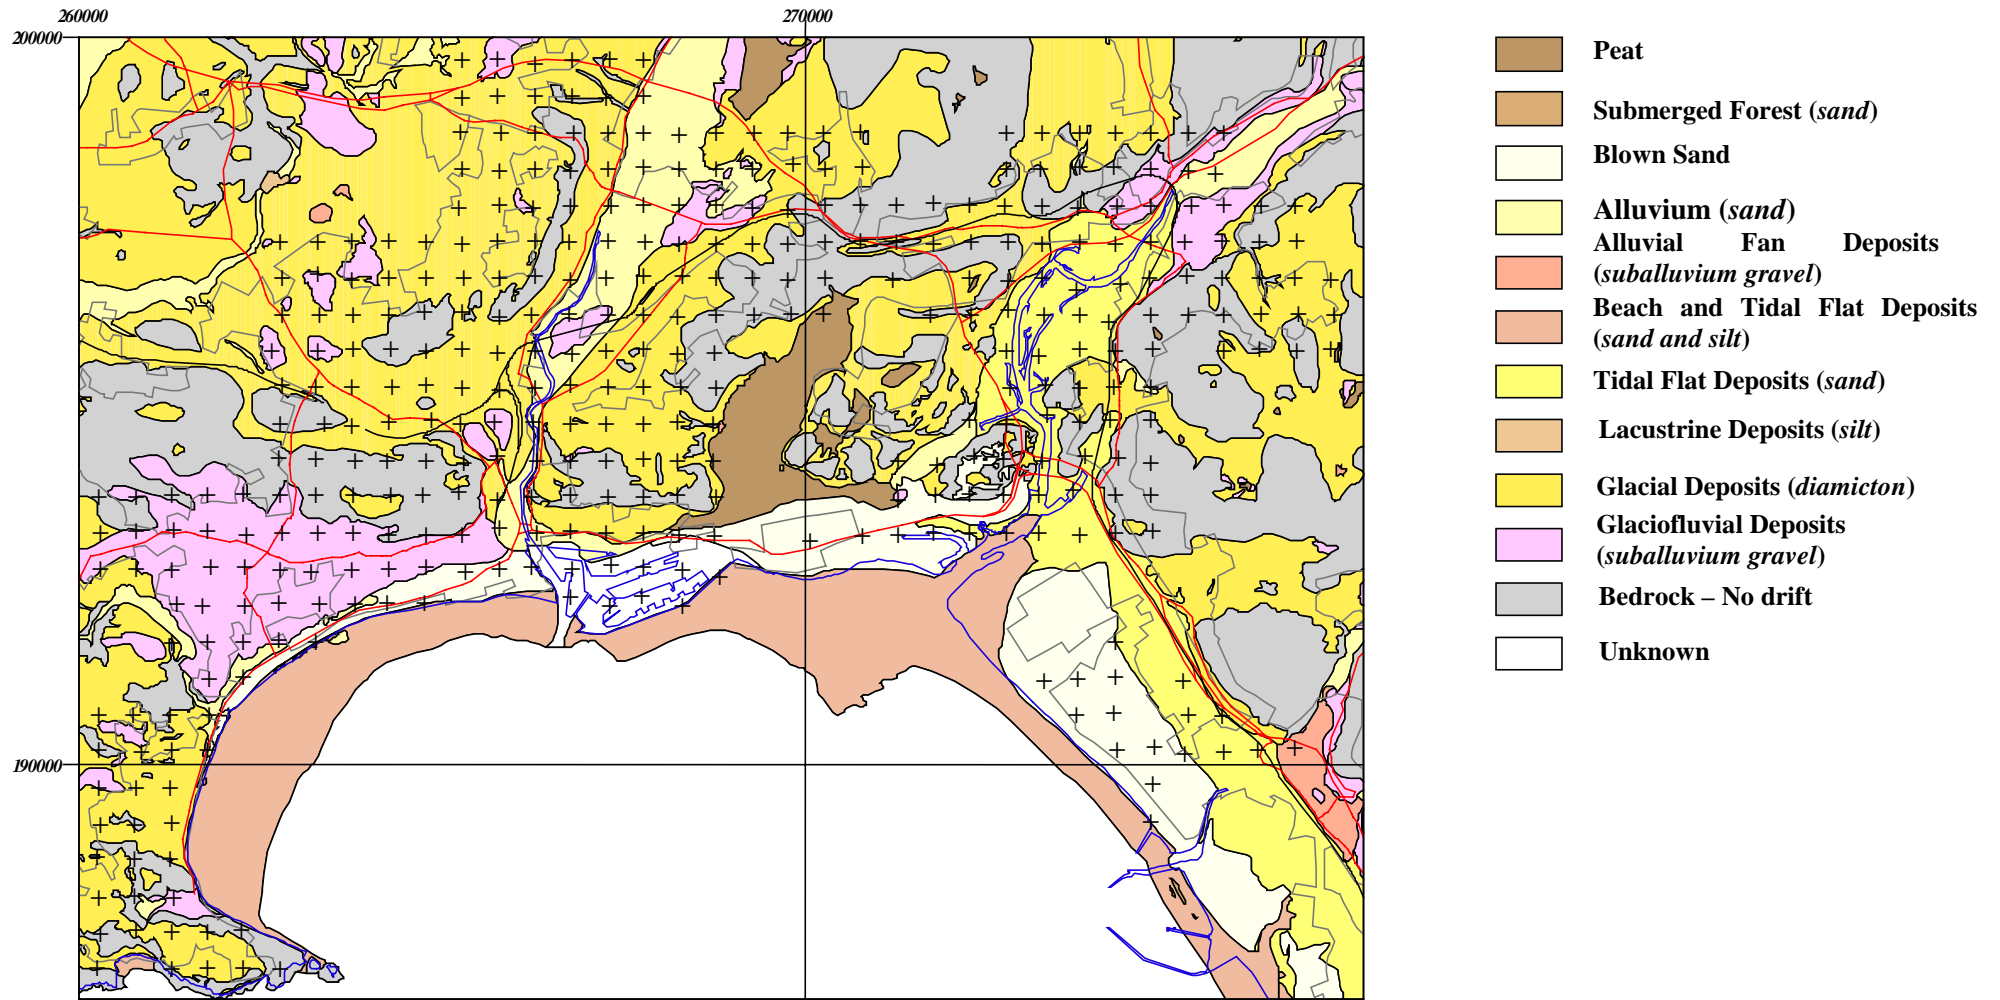 260000
270000
200000
190000
Peat
Submerged Forest (sand)
Blown Sand
Alluvium (sand)
Alluvial Fan Deposits
(suballuvium gravel)
Beach and Tidal Flat Deposits
(sand and silt)
Tidal Flat Deposits (sand)
Lacustrine Deposits (silt)
Glacial Deposits (diamicton)
Glaciofluvial Deposits
(suballuvium gravel)
Bedrock – No drift
Unknown